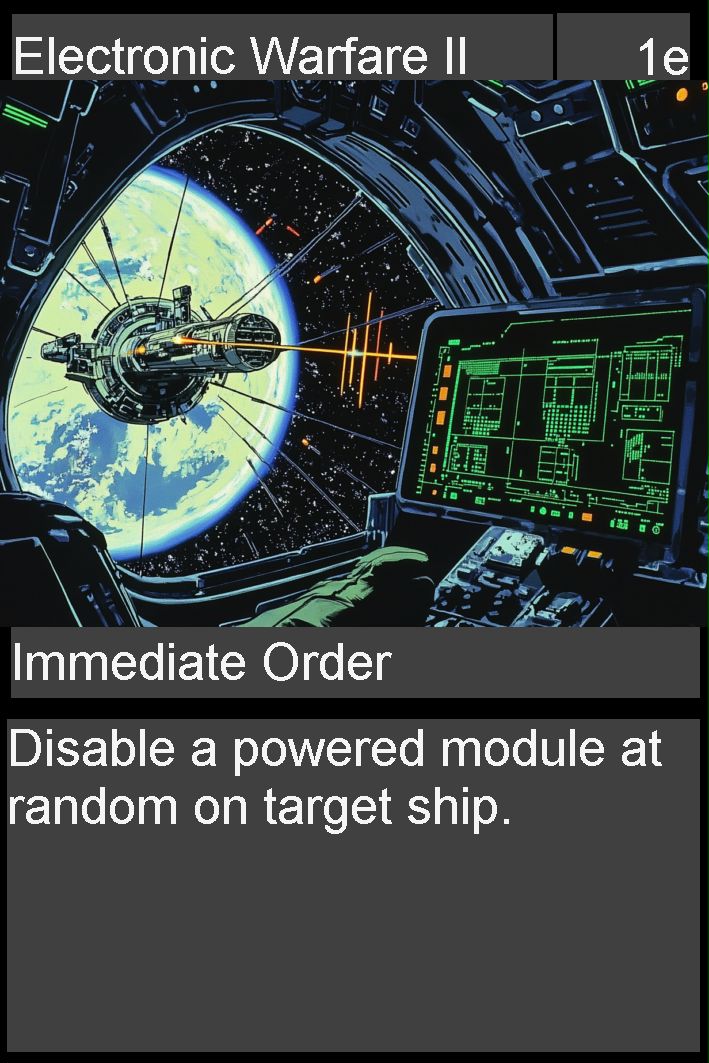 Electronic Warfare II
1e
Immediate Order
Disable a powered module at
random on target ship.